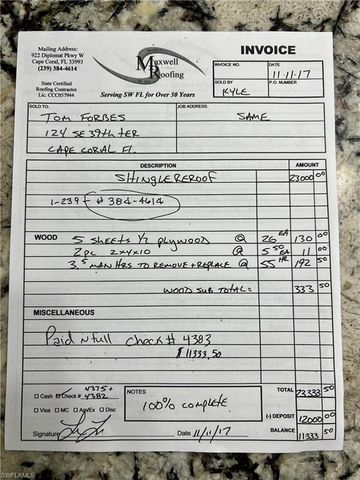 Mailing Address:
922 Diplomat Pkwy W
Cape Coral, FL 33993
(239) 384-4614
State Certified
Roofing Contractor
Lic. CCC057944
Maxwell
Roofing
Serving SW FL for Over 30 Years
INVOICE
INVOICE NO. DATE
11-11-17
SOLD BY P.O. NUMBER
KYLE
SOLD TO: JOB ADDRESS:
TOM FORBES SAME
124 SE 39th ter
CAPE CORAL FL.
DESCRIPTION AMOUNT
SHINGLE REROOF 23000 00
1-239 # 384-4614
WOOD 5 sheets 1/2 plywood @ 26 EA 130 00
2pc 2x4x10 @ 5 50 EA 11 00
3.5 man hrs to remove + replace @ 55 HR 192 50
WOOD SUB TOTAL = 333 50
MISCELLANEOUS
Paid n full check # 4383
$ 11333.50
4375 +
Cash Check # 4382
Visa MC AmEx Disc
NOTES
100% complete
TOTAL 23333 50
(-) DEPOSIT 12000 00
BALANCE 11333 50
Signature Date 11/11/17
SWFLAMLS